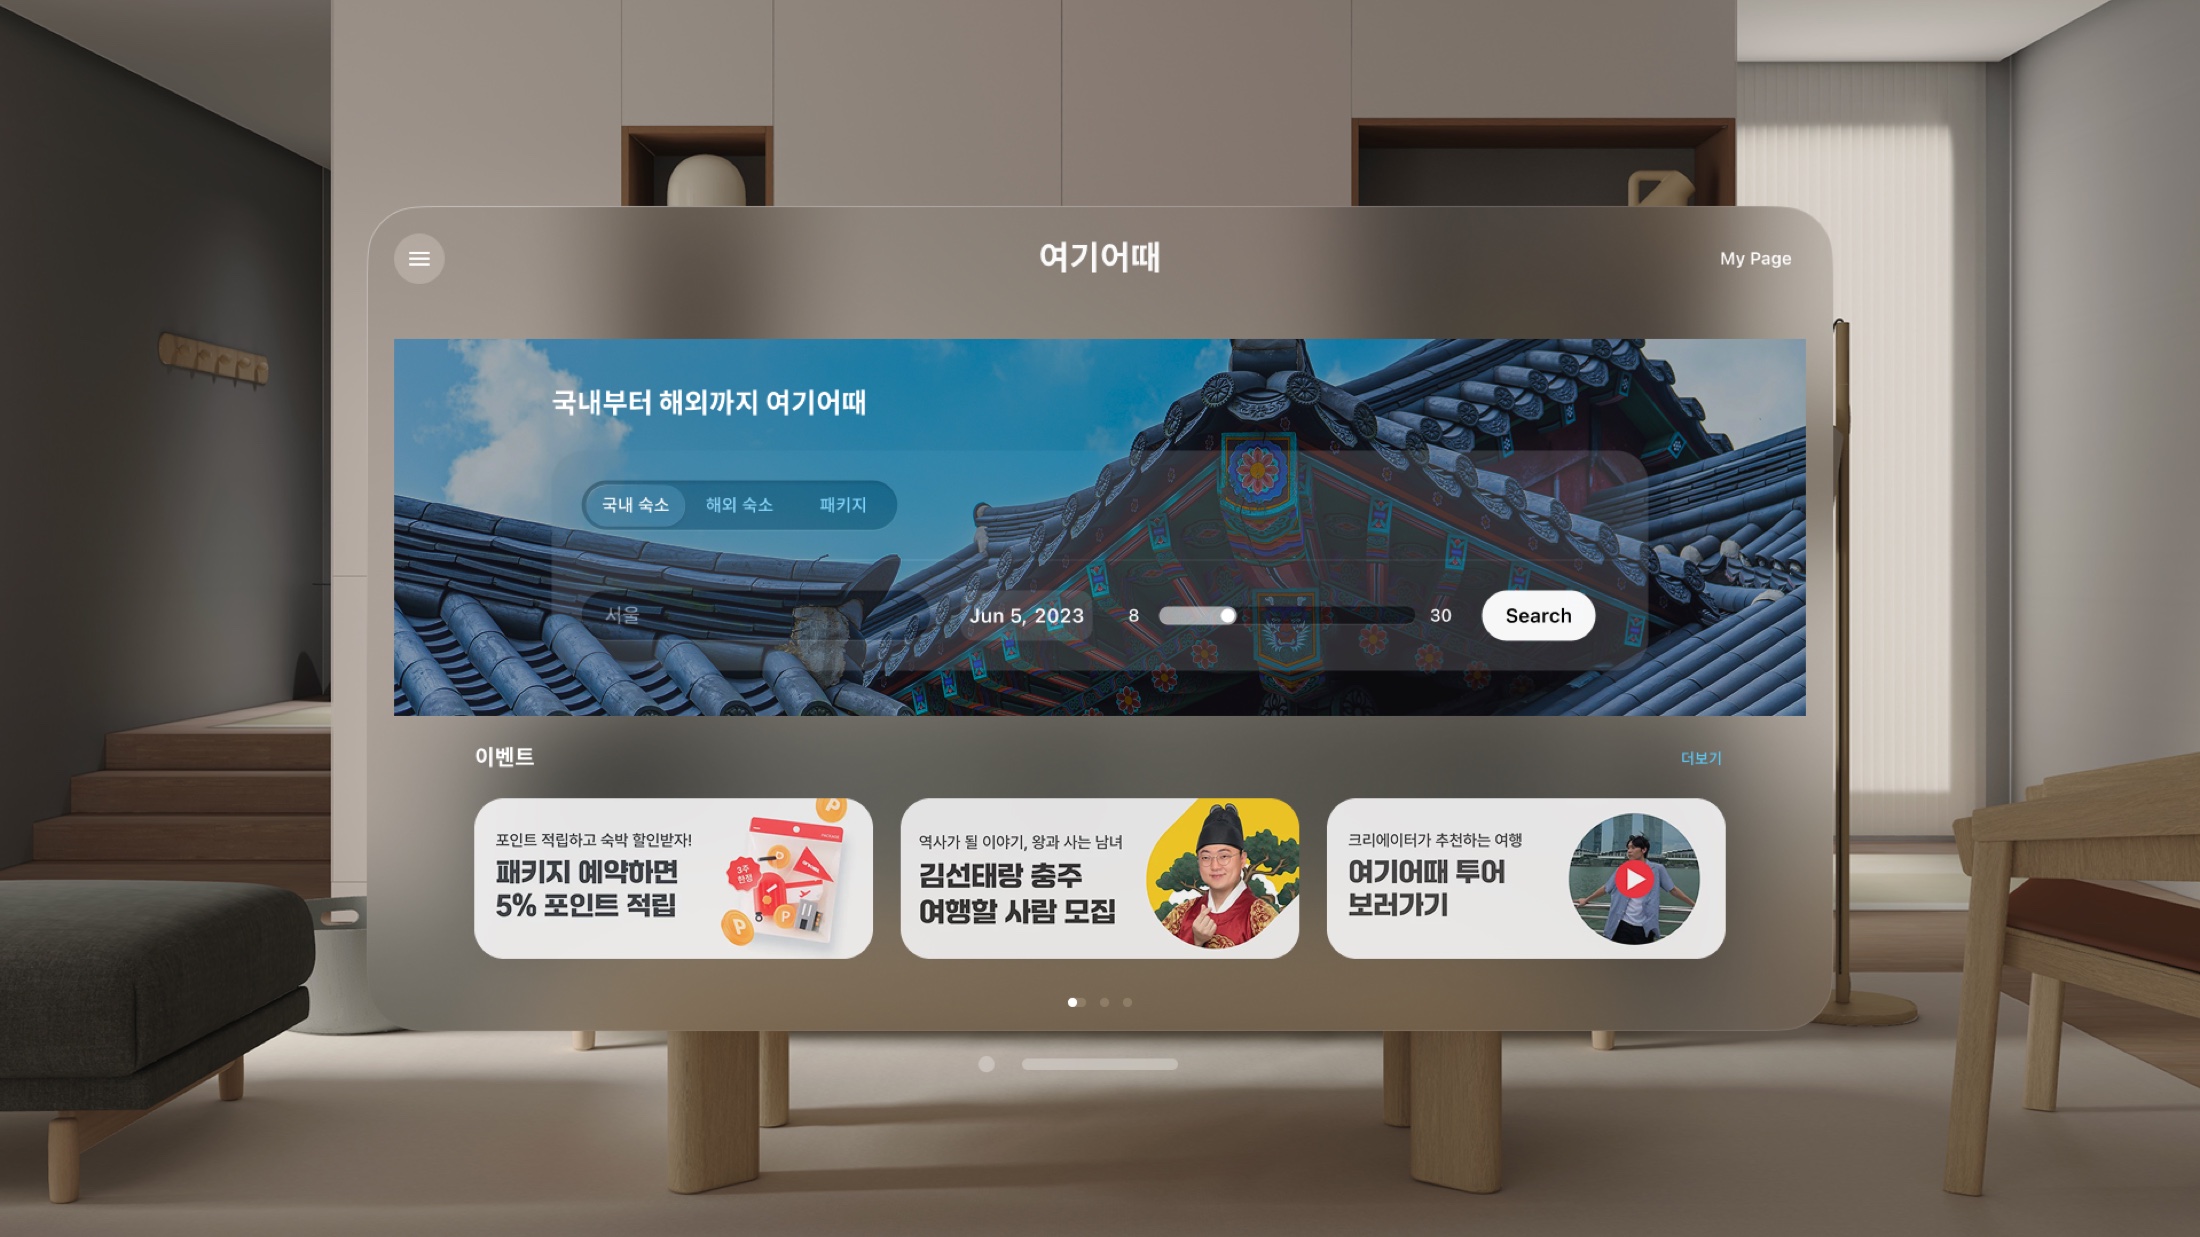 여기어때
My Page
국내부터 해외까지 여기어때
국내 숙소
해외 숙소
패키지
서울
Jun 5, 2023
8
30
Search
이벤트
더보기
포인트 적립하고 숙박 할인받자!
패키지 예약하면
5% 포인트 적립
3주
한정
P
P
P
역사가 될 이야기, 왕과 사는 남녀
김선태랑 충주
여행할 사람 모집
크리에이터가 추천하는 여행
여기어때 투어
보러가기